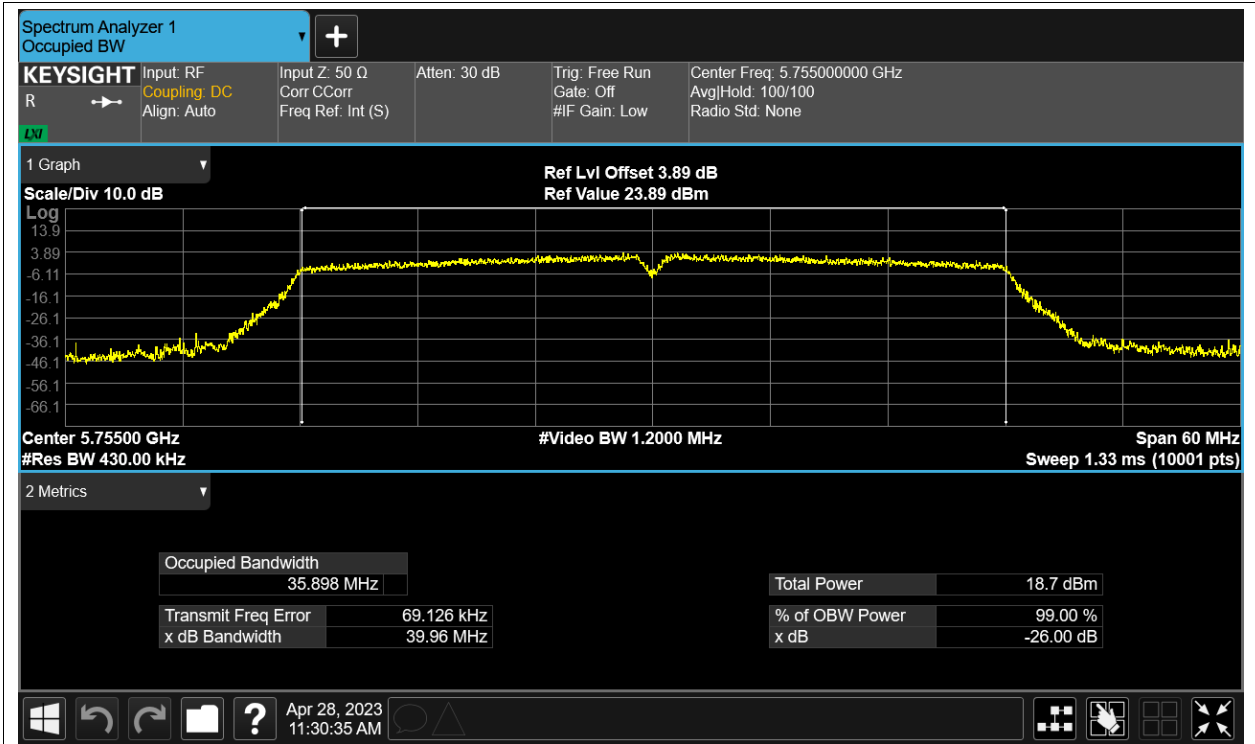 Spectrum Analyzer 1
Occupied BW
KEYSIGHT
R
LXI
Input: RF
Coupling: DC
Align: Auto
Input Z: 50 Ω
Corr CCorr
Freq Ref: Int (S)
Atten: 30 dB
Trig: Free Run
Gate: Off
#IF Gain: Low
Center Freq: 5.755000000 GHz
Avg|Hold: 100/100
Radio Std: None
1 Graph
Scale/Div 10.0 dB
Ref Lvl Offset 3.89 dB
Ref Value 23.89 dBm
Log
13.9
3.89
-6.11
-16.1
-26.1
-36.1
-46.1
-56.1
-66.1
Center 5.75500 GHz
#Res BW 430.00 kHz
#Video BW 1.2000 MHz
Span 60 MHz
Sweep 1.33 ms (10001 pts)
2 Metrics
Occupied Bandwidth
35.898 MHz
Transmit Freq Error 69.126 kHz
x dB Bandwidth 39.96 MHz
Total Power 18.7 dBm
% of OBW Power 99.00 %
x dB -26.00 dB
?
Apr 28, 2023
11:30:35 AM